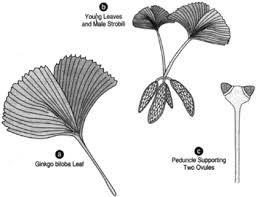 b
Young Leaves
and Male Strobili
a
Ginkgo biloba Leaf
c
Peduncle Supporting
Two Ovules